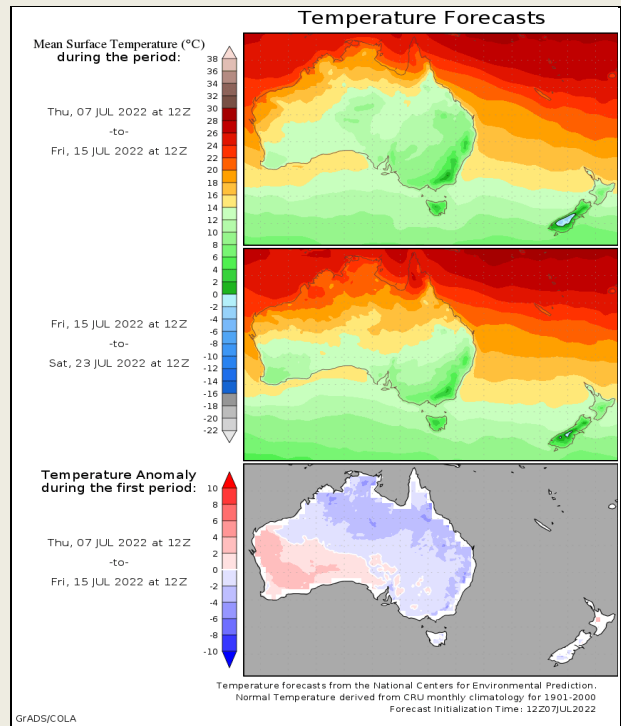 Temperature Forecasts
Mean Surface Temperature (°C)
during the period:
Thu, 07 JUL 2022 at 12Z
-to-
Fri, 15 JUL 2022 at 12Z
38
36
34
32
30
28
26
24
22
20
18
16
14
12
10
8
6
4
2
0
-2
-4
-6
-8
-10
-12
-14
-16
-18
-20
-22
Fri, 15 JUL 2022 at 12Z
-to-
Sat, 23 JUL 2022 at 12Z
Temperature Anomaly
during the first period:
Thu, 07 JUL 2022 at 12Z
-to-
Fri, 15 JUL 2022 at 12Z
10
8
6
4
2
0
-2
-4
-6
-8
-10
Temperature forecasts from the National Centers for Environmental Prediction.
Normal Temperature derived from CRU monthly climatology for 1901-2000
Forecast Initialization Time: 12Z07JUL2022
GrADS/COLA